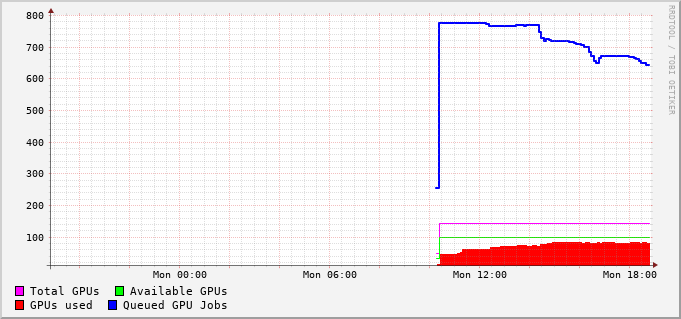 800
700
600
500
400
300
200
100
Mon 00:00 Mon 06:00 Mon 12:00 Mon 18:00
Total GPUs Available GPUs
GPUs used Queued GPU Jobs
RRDTOOL / TOBI OETIKER